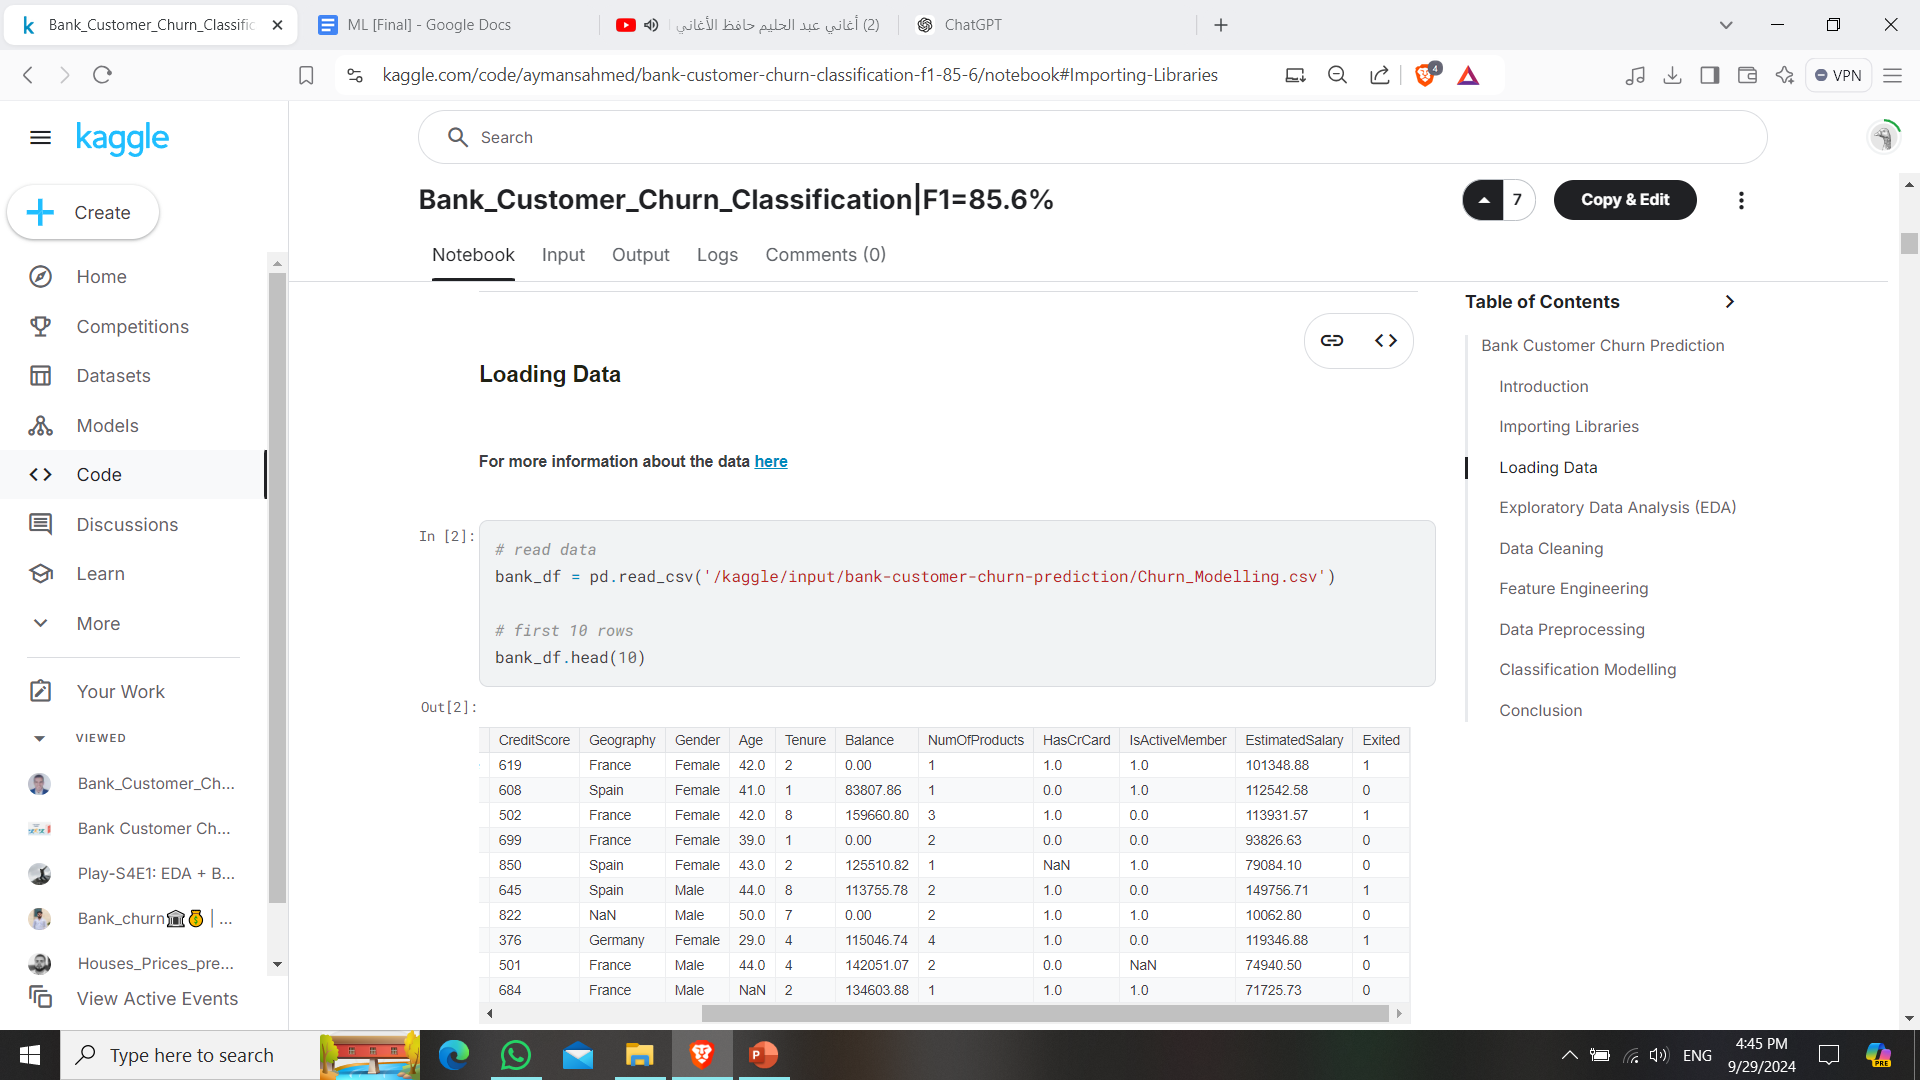 Bank_Customer_Churn_Classific
ML [Final] - Google Docs
(2) أغاني عبد الحليم حافظ الأغاني
ChatGPT
kaggle.com/code/aymansahmed/bank-customer-churn-classification-f1-85-6/notebook#Importing-Libraries
4
VPN
kaggle
Search
Create
Bank_Customer_Churn_Classification|F1=85.6%
7
Copy & Edit
Notebook Input Output Logs Comments (0)
Home
Competitions
Datasets
Models
Code
Discussions
Learn
More
Your Work
VIEWED
Bank_Customer_Ch...
Bank Customer Ch...
Play-S4E1: EDA + B...
Bank_churn🏛💰 | ...
Houses_Prices_pre...
View Active Events
Loading Data
For more information about the data here
In [2]:
# read data
bank_df = pd.read_csv('/kaggle/input/bank-customer-churn-prediction/Churn_Modelling.csv')
# first 10 rows
bank_df.head(10)
Out[2]:
CreditScore Geography Gender Age Tenure Balance NumOfProducts HasCrCard IsActiveMember EstimatedSalary Exited
619 France Female 42.0 2 0.00 1 1.0 1.0 101348.88 1
608 Spain Female 41.0 1 83807.86 1 0.0 1.0 112542.58 0
502 France Female 42.0 8 159660.80 3 1.0 0.0 113931.57 1
699 France Female 39.0 1 0.00 2 0.0 0.0 93826.63 0
850 Spain Female 43.0 2 125510.82 1 NaN 1.0 79084.10 0
645 Spain Male 44.0 8 113755.78 2 1.0 0.0 149756.71 1
822 NaN Male 50.0 7 0.00 2 1.0 1.0 10062.80 0
376 Germany Female 29.0 4 115046.74 4 1.0 0.0 119346.88 1
501 France Male 44.0 4 142051.07 2 0.0 NaN 74940.50 0
684 France Male NaN 2 134603.88 1 1.0 1.0 71725.73 0
Table of Contents
Bank Customer Churn Prediction
Introduction
Importing Libraries
Loading Data
Exploratory Data Analysis (EDA)
Data Cleaning
Feature Engineering
Data Preprocessing
Classification Modelling
Conclusion
Type here to search
P
ENG
4:45 PM
9/29/2024
PRE